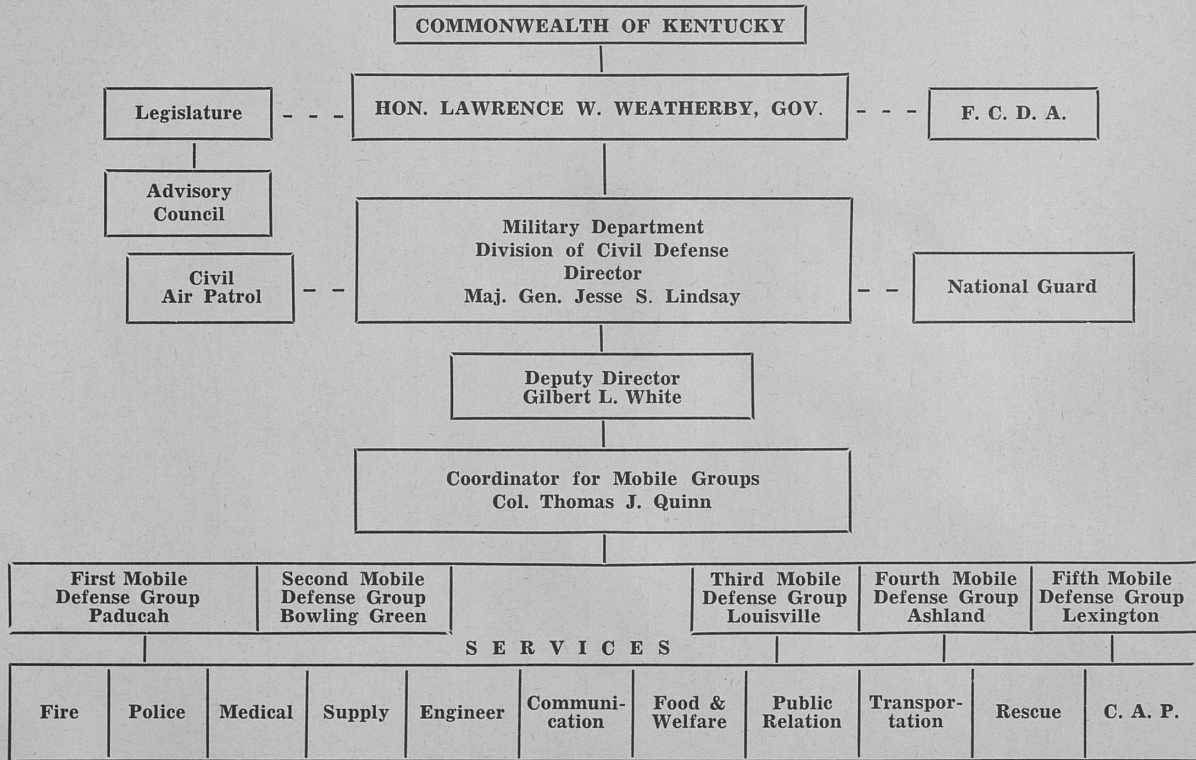 COMMONWEALTH OF KENTUCKY
Legislature
HON. LAWRENCE W. WEATHERBY, GOV.
F. C. D. A.
Advisory
Council
Military Department
Division of Civil Defense
Director
Maj. Gen. Jesse S. Lindsay
Civil
Air Patrol
National Guard
Deputy Director
Gilbert L. White
Coordinator for Mobile Groups
Col. Thomas J. Quinn
First Mobile
Defense Group
Paducah
Second Mobile
Defense Group
Bowling Green
Third Mobile
Defense Group
Louisville
Fourth Mobile
Defense Group
Ashland
Fifth Mobile
Defense Group
Lexington
SERVICES
Fire
Police
Medical
Supply
Engineer
Communi-
cation
Food &
Welfare
Public
Relation
Transpor-
tation
Rescue
C. A. P.